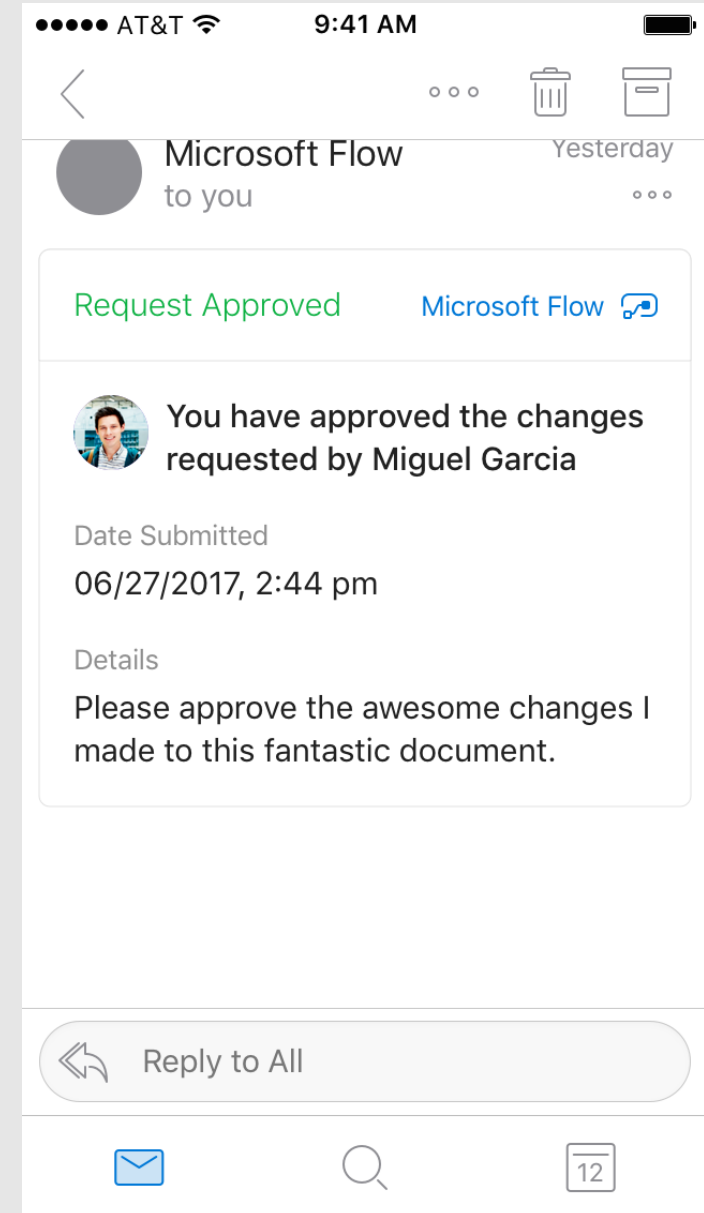 AT&T 9:41 AM
Microsoft Flow Yesterday
to you
Request Approved Microsoft Flow
You have approved the changes
requested by Miguel Garcia
Date Submitted
06/27/2017, 2:44 pm
Details
Please approve the awesome changes I
made to this fantastic document.
Reply to All
12